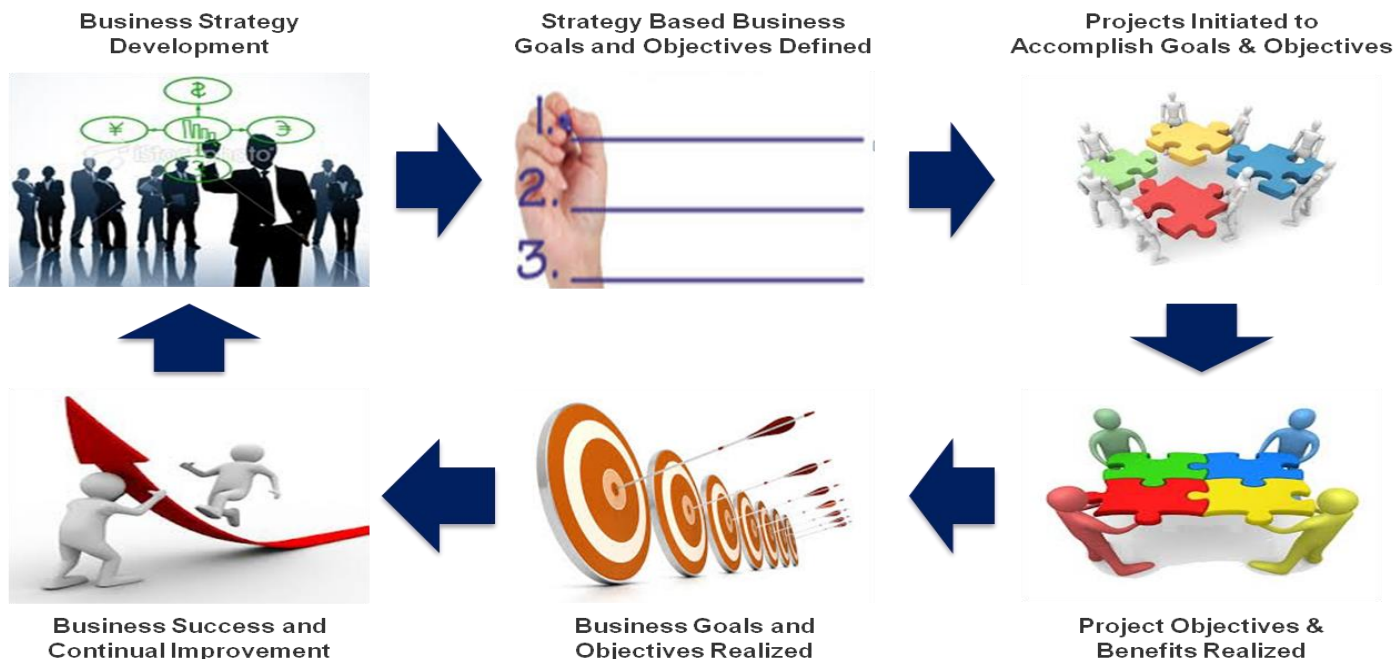 Business Strategy
Development
Strategy Based Business
Goals and Objectives Defined
Projects Initiated to
Accomplish Goals & Objectives
$
¥
1.
2.
3.
Business Success and
Continual Improvement
Business Goals and
Objectives Realized
Project Objectives &
Benefits Realized